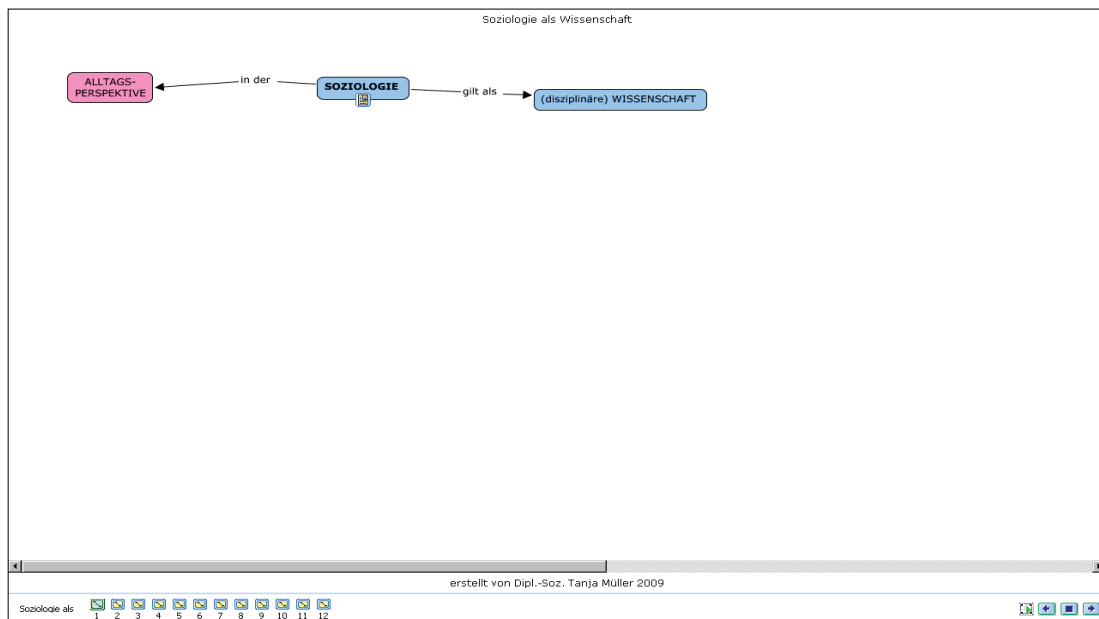 Soziologie als Wissenschaft
ALLTAGS-
PERSPEKTIVE
in der
SOZIOLOGIE
gilt als
(disziplinäre) WISSENSCHAFT
erstellt von Dipl.-Soz. Tanja Müller 2009
Soziologie als
1 2 3 4 5 6 7 8 9 10 11 12